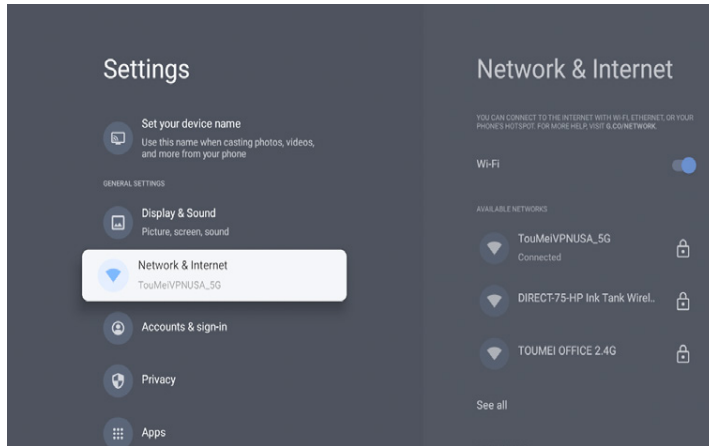 Settings
Set your device name
Use this name when casting photos, videos,
and more from your phone
GENERAL SETTINGS
Display & Sound
Picture, screen, sound
Network & Internet
TouMeiVPNUSA_5G
Accounts & sign-in
Privacy
Apps
Network & Internet
YOU CAN CONNECT TO THE INTERNET WITH WI-FI, ETHERNET, OR YOUR
PHONE'S HOTSPOT. FOR MORE HELP, VISIT G.CO/NETWORK.
Wi-Fi
AVAILABLE NETWORKS
TouMeiVPNUSA_5G
Connected
DIRECT-75-HP Ink Tank Wirel..
TOUMEI OFFICE 2.4G
See all